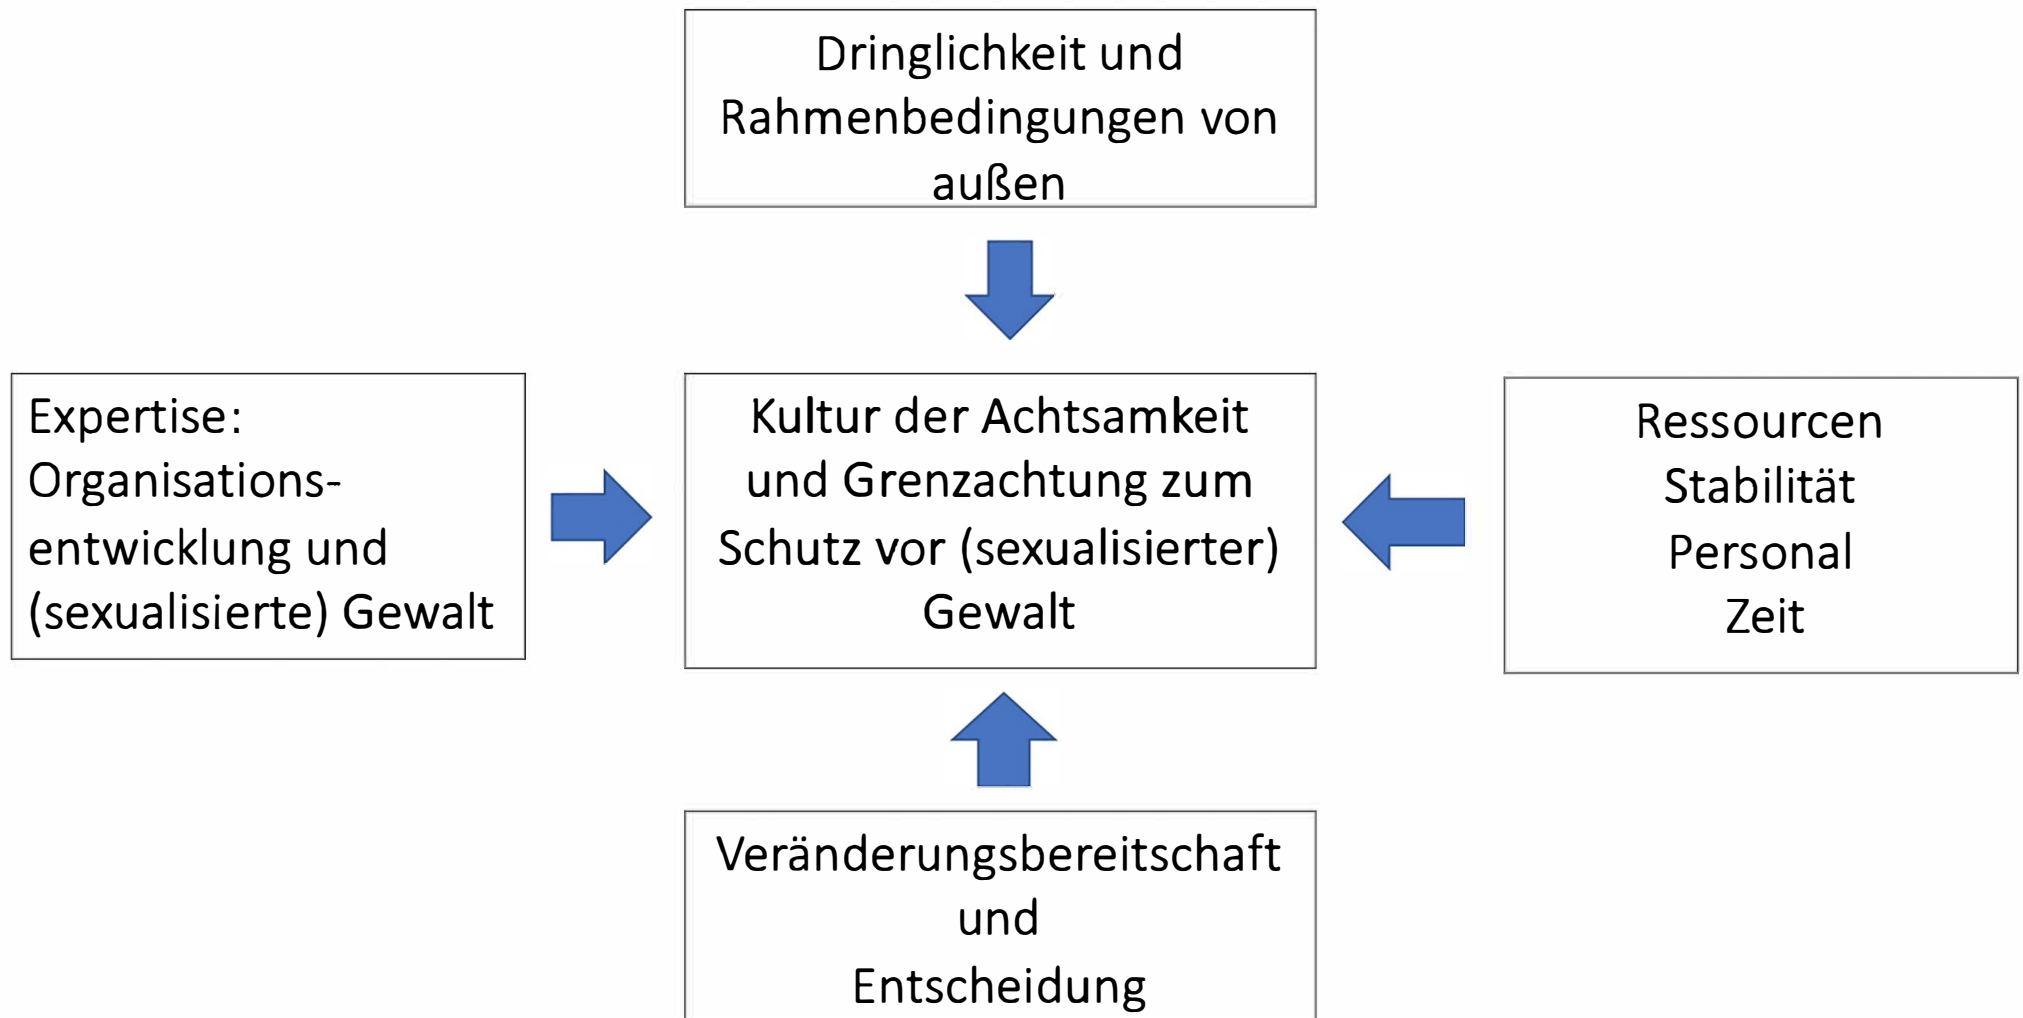 Dringlichkeit und
Rahmenbedingungen von
außen
Expertise:
Organisations-
entwicklung und
(sexualisierte) Gewalt
Kultur der Achtsamkeit
und Grenzachtung zum
Schutz vor (sexualisierter)
Gewalt
Ressourcen
Stabilität
Personal
Zeit
Veränderungsbereitschaft
und
Entscheidung